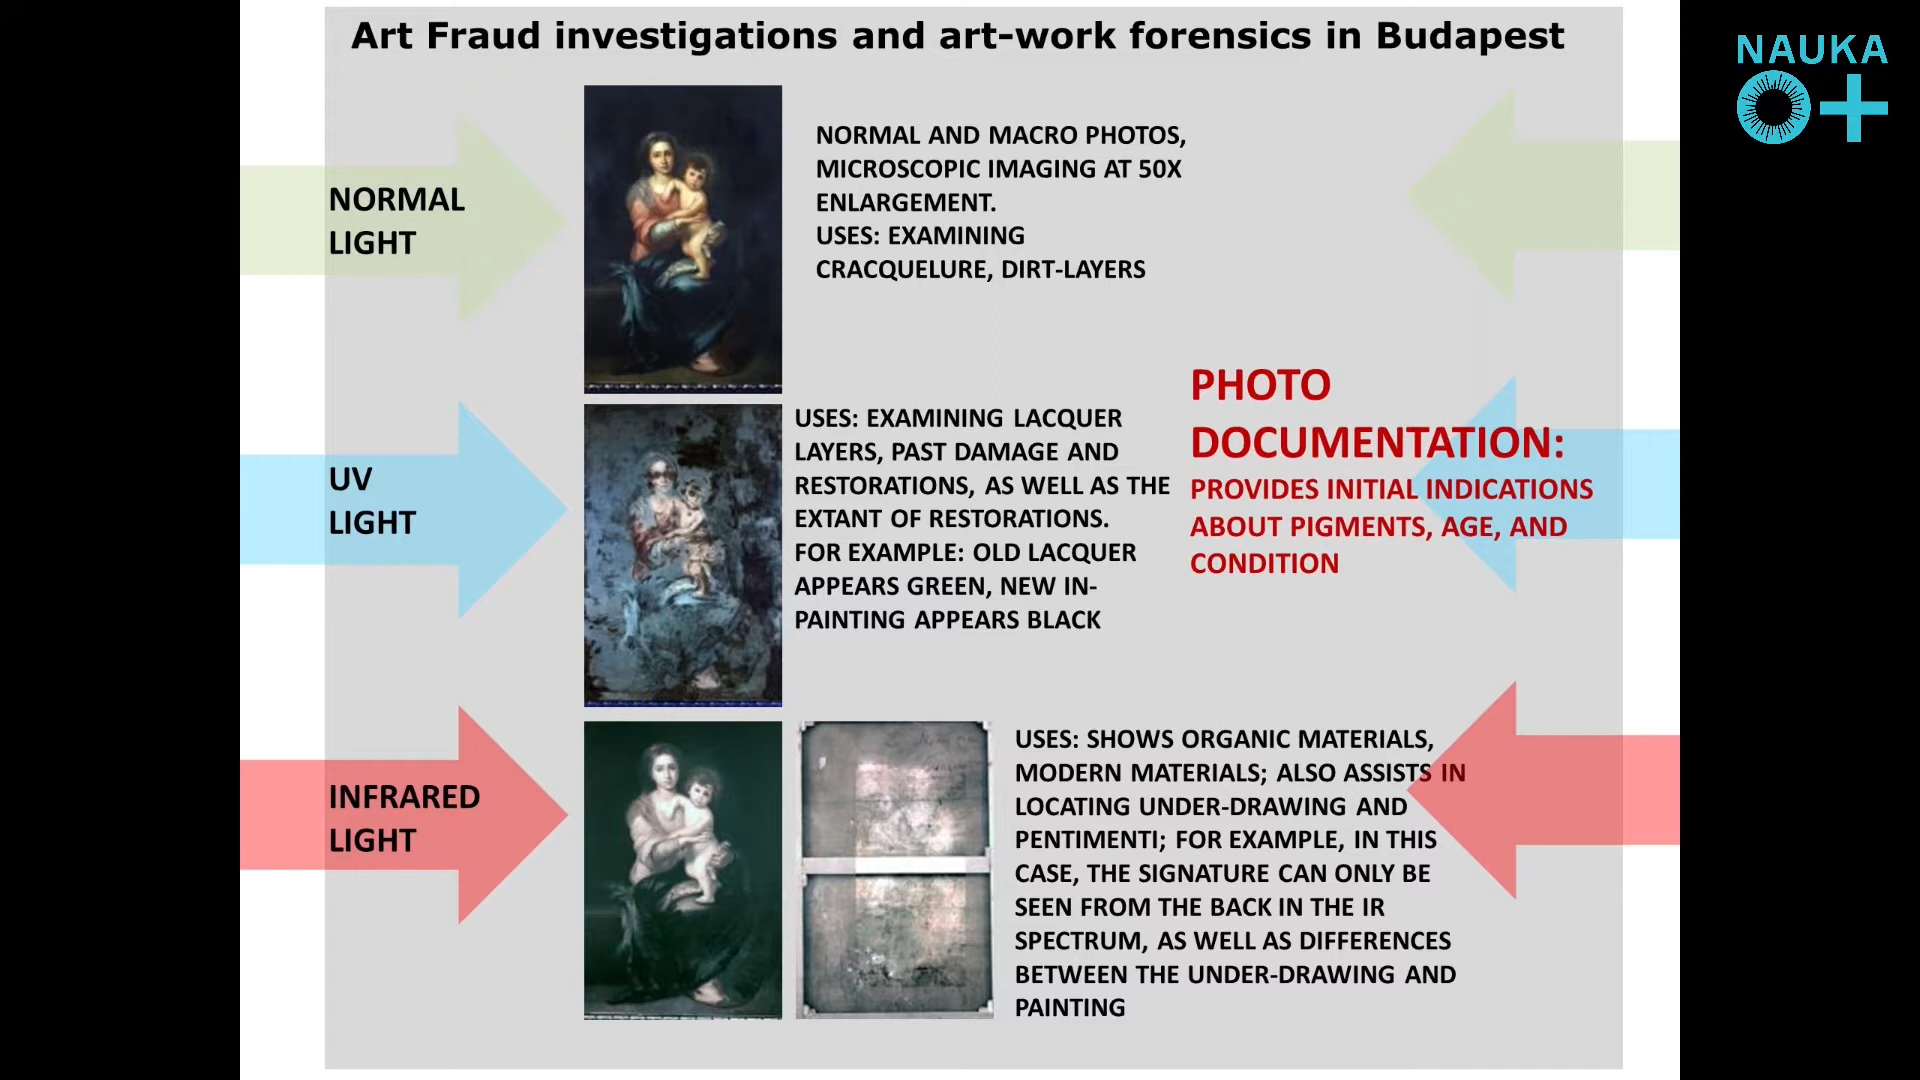 Art Fraud investigations and art-work forensics in Budapest
NAUKA
0+
NORMAL
LIGHT
NORMAL AND MACRO PHOTOS,
MICROSCOPIC IMAGING AT 50X
ENLARGEMENT.
USES: EXAMINING
CRACQUELURE, DIRT-LAYERS
UV
LIGHT
USES: EXAMINING LACQUER
LAYERS, PAST DAMAGE AND
RESTORATIONS, AS WELL AS THE
EXTANT OF RESTORATIONS.
FOR EXAMPLE: OLD LACQUER
APPEARS GREEN, NEW IN-
PAINTING APPEARS BLACK
PHOTO
DOCUMENTATION:
PROVIDES INITIAL INDICATIONS
ABOUT PIGMENTS, AGE, AND
CONDITION
INFRARED
LIGHT
USES: SHOWS ORGANIC MATERIALS,
MODERN MATERIALS; ALSO ASSISTS IN
LOCATING UNDER-DRAWING AND
PENTIMENTI; FOR EXAMPLE, IN THIS
CASE, THE SIGNATURE CAN ONLY BE
SEEN FROM THE BACK IN THE IR
SPECTRUM, AS WELL AS DIFFERENCES
BETWEEN THE UNDER-DRAWING AND
PAINTING